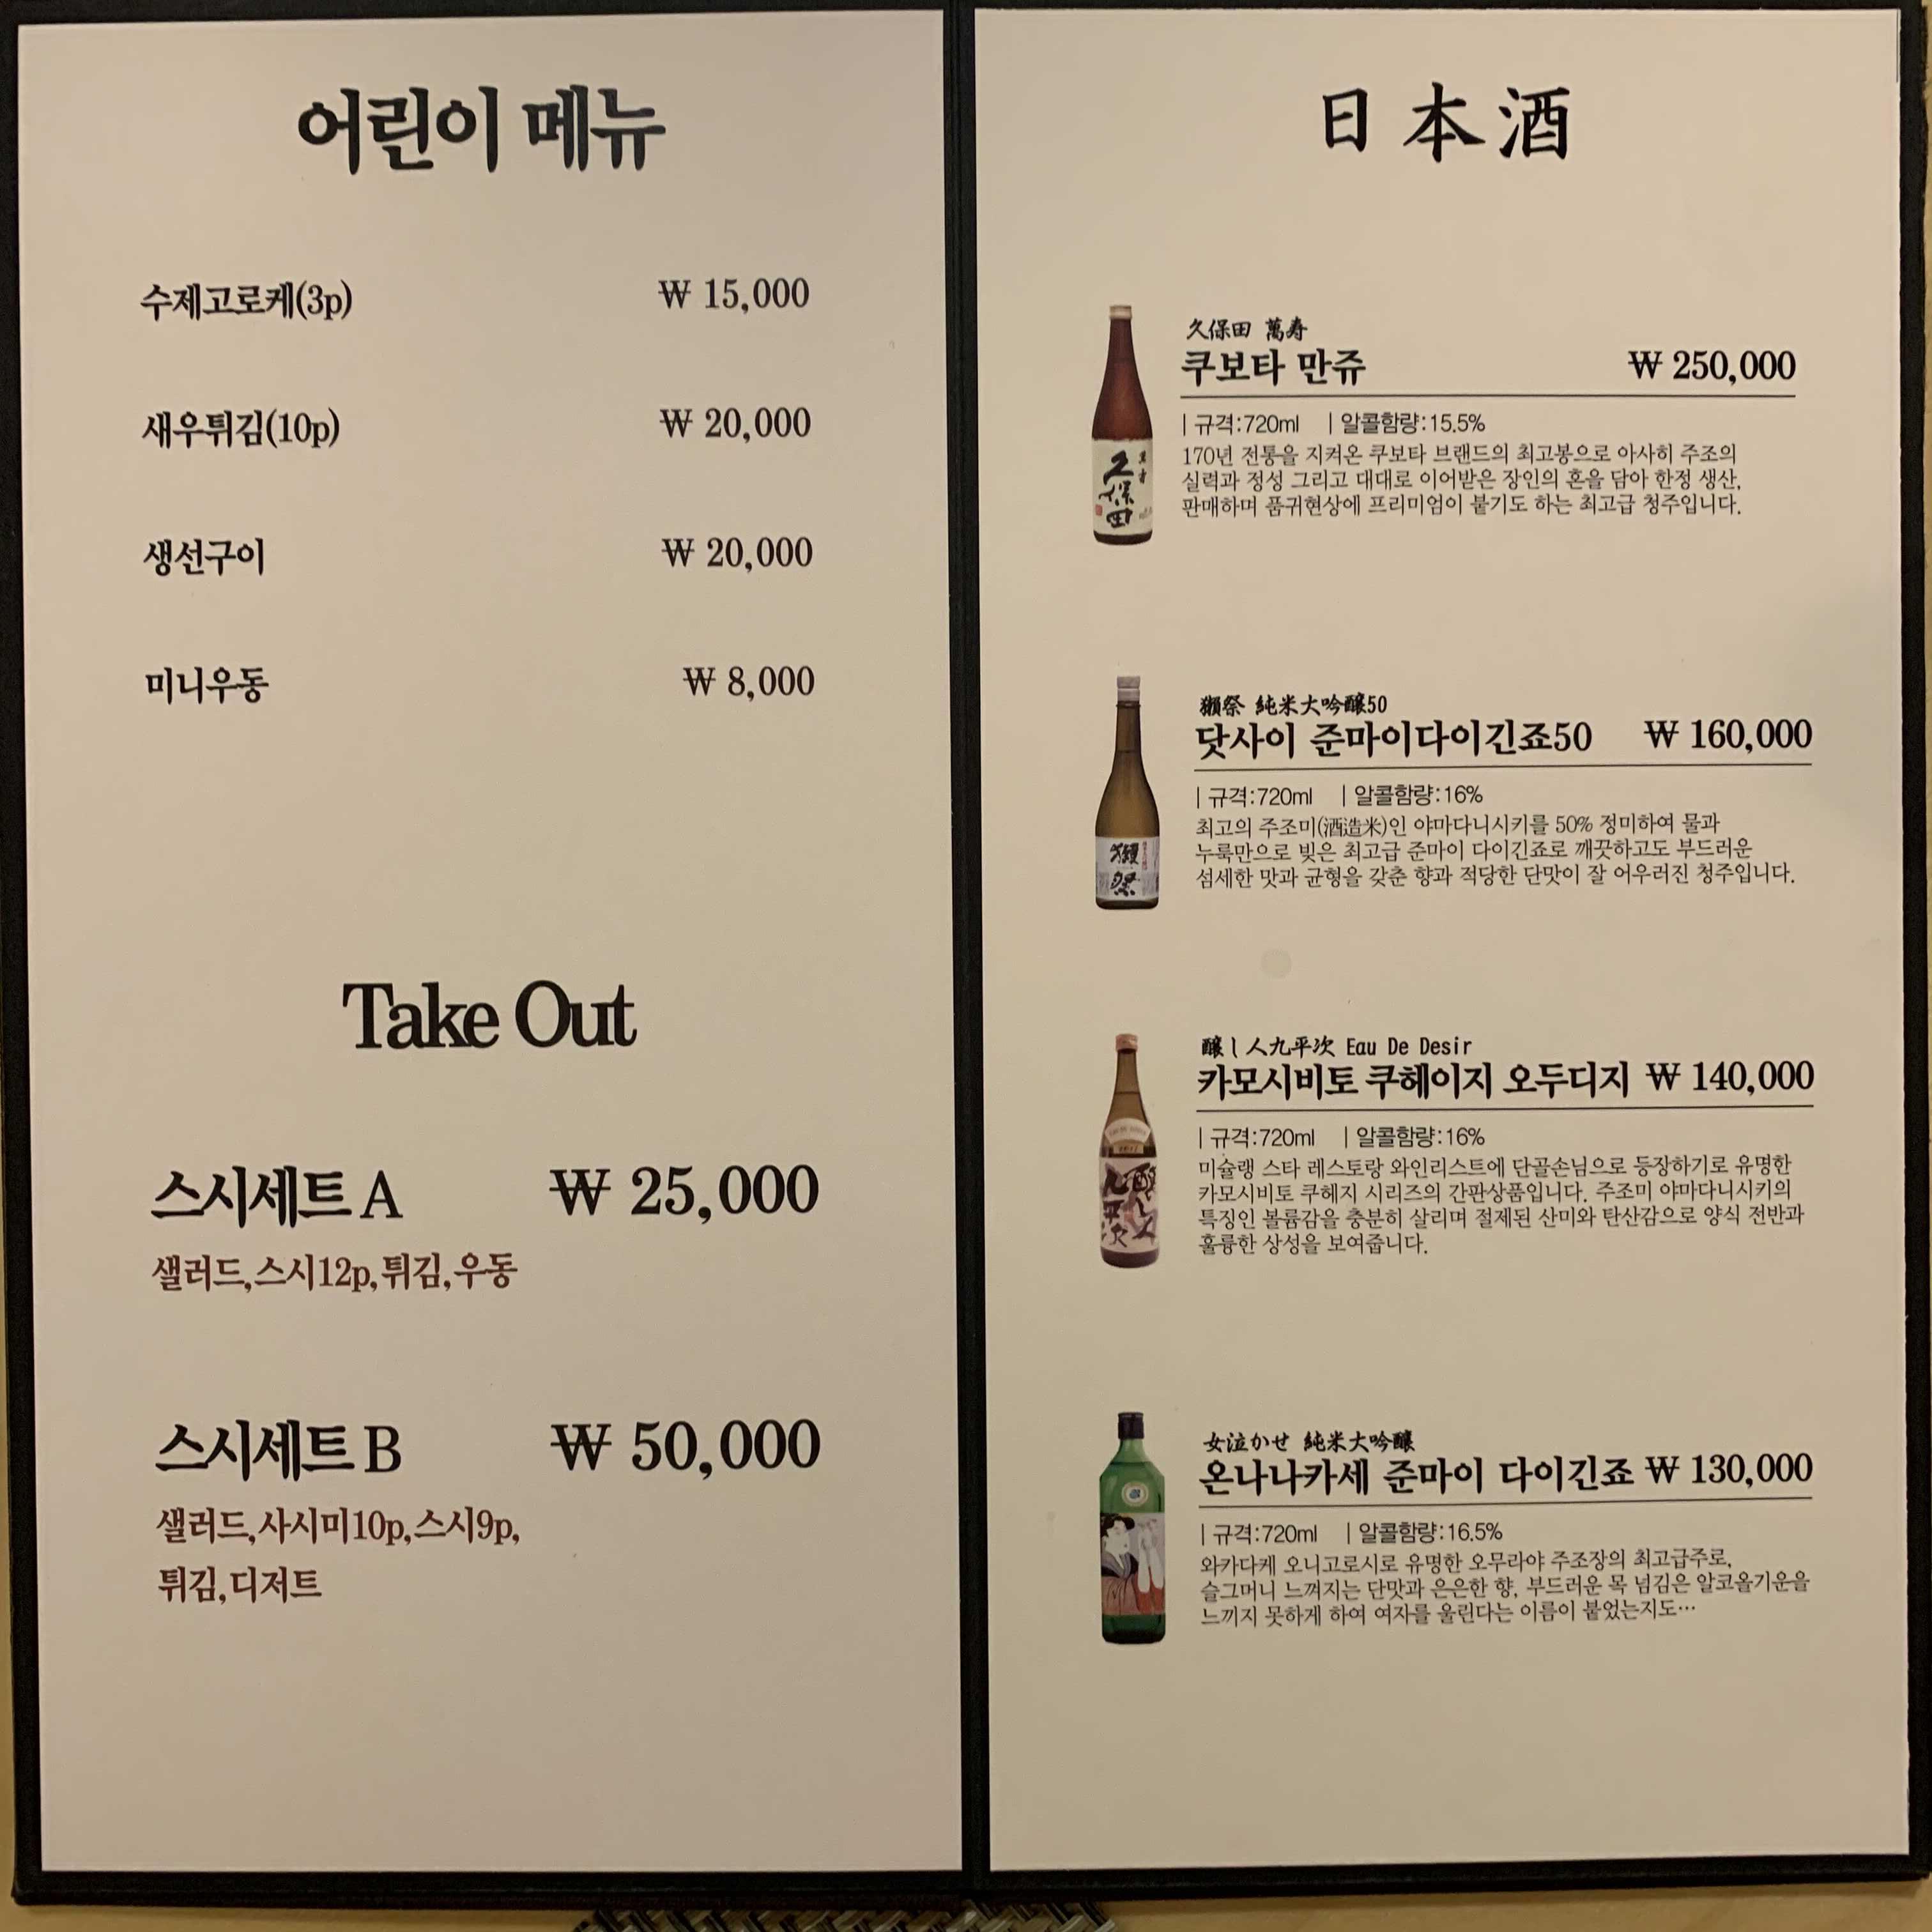 어린이 메뉴
수제고로케(3p) ₩ 15,000
새우튀김(10p) ₩ 20,000
생선구이 ₩ 20,000
미니우동 ₩ 8,000
Take Out
스시세트 A ₩ 25,000
샐러드,스시12p,튀김,우동
스시세트 B ₩ 50,000
샐러드,사시미10p,스시9p,
튀김,디저트
日本酒
久保田 萬寿
쿠보타 만쥬 ₩ 250,000
| 규격:720ml | 알콜함량:15.5%
170년 전통을 지켜온 쿠보타 브랜드의 최고봉으로 아사히 주조의
실력과 정성 그리고 대대로 이어받은 장인의 혼을 담아 한정 생산,
판매하며 품귀현상에 프리미엄이 붙기도 하는 최고급 청주입니다.
久保田
獺祭 純米大吟醸50
닷사이 준마이다이긴죠50 ₩ 160,000
| 규격:720ml | 알콜함량:16%
최고의 주조미(酒造米)인 야마다니시키를 50% 정미하여 물과
누룩만으로 빚은 최고급 준마이 다이긴죠로 깨끗하고도 부드러운
섬세한 맛과 균형을 갖춘 향과 적당한 단맛이 잘 어우러진 청주입니다.
獺祭
醸し人九平次 Eau De Desir
카모시비토 쿠헤이지 오두디지 ₩ 140,000
| 규격:720ml | 알콜함량:16%
미슐랭 스타 레스토랑 와인리스트에 단골손님으로 등장하기로 유명한
카모시비토 쿠헤지 시리즈의 간판상품입니다. 주조미 야마다니시키의
특징인 볼륨감을 충분히 살리며 절제된 산미와 탄산감으로 양식 전반과
훌륭한 상성을 보여줍니다.
醸し人
九平次
女泣かせ 純米大吟醸
온나나카세 준마이 다이긴죠 ₩ 130,000
| 규격:720ml | 알콜함량:16.5%
와카다케 오니고로시로 유명한 오무라야 주조장의 최고급주로,
슬그머니 느껴지는 단맛과 은은한 향, 부드러운 목 넘김은 알코올기운을
느끼지 못하게 하여 여자를 울린다는 이름이 붙었는지도…